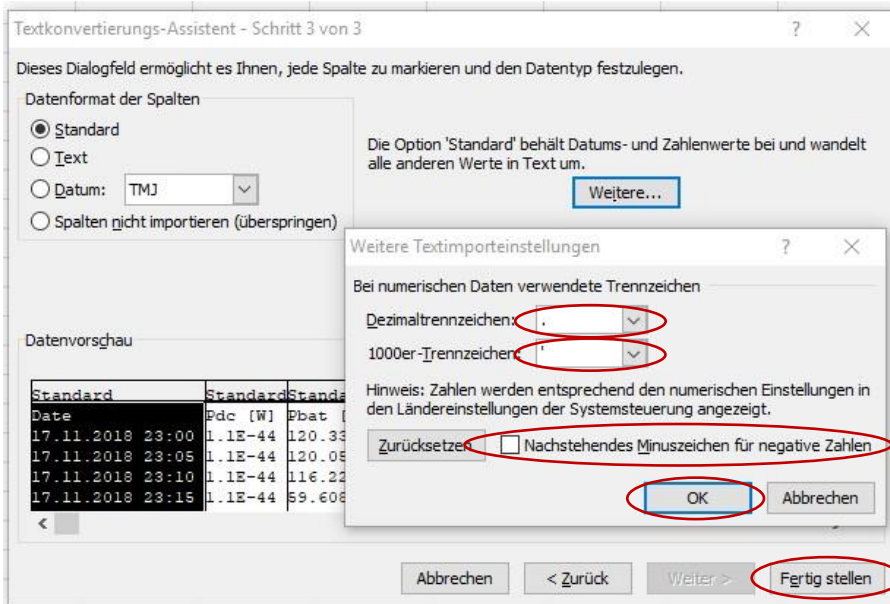 Textkonvertierungs-Assistent - Schritt 3 von 3
Dieses Dialogfeld ermöglicht es Ihnen, jede Spalte zu markieren und den Datentyp festzulegen.
Datenformat der Spalten
Standard
Text
Datum: TMJ
Spalten nicht importieren (überspringen)
Die Option 'Standard' behält Datums- und Zahlenwerte bei und wandelt
alle anderen Werte in Text um.
Weitere...
Weitere Textimporteinstellungen
Bei numerischen Daten verwendete Trennzeichen
Dezimaltrennzeichen: .
1000er-Trennzeichen: '
Hinweis: Zahlen werden entsprechend den numerischen Einstellungen in
den Ländereinstellungen der Systemsteuerung angezeigt.
Zurücksetzen Nachstehendes Minuszeichen für negative Zahlen
OK Abbrechen
Datenvorschau
Standard Standard Standa
Date Pdc [W] Pbat [
17.11.2018 23:00 1.1E-44 120.33
17.11.2018 23:05 1.1E-44 120.05
17.11.2018 23:10 1.1E-44 116.22
17.11.2018 23:15 1.1E-44 59.608
Abbrechen < Zurück Weiter > Fertig stellen